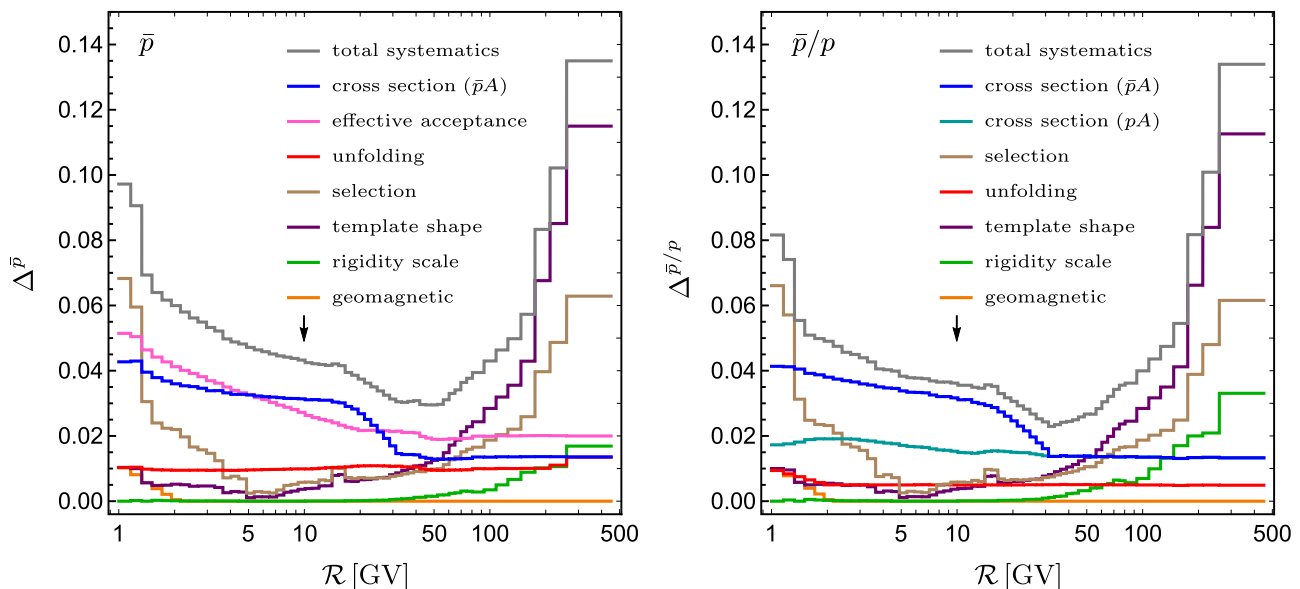 p̄
total systematics
cross section (p̄A)
effective acceptance
unfolding
selection
template shape
rigidity scale
geomagnetic
0.14
0.12
0.10
0.08
0.06
0.04
0.02
0.00
Δ^p̄
1 5 10 50 100 500
R [GV]
p̄/p
total systematics
cross section (p̄A)
cross section (pA)
selection
unfolding
template shape
rigidity scale
geomagnetic
0.14
0.12
0.10
0.08
0.06
0.04
0.02
0.00
Δ^p̄/p
1 5 10 50 100 500
R [GV]